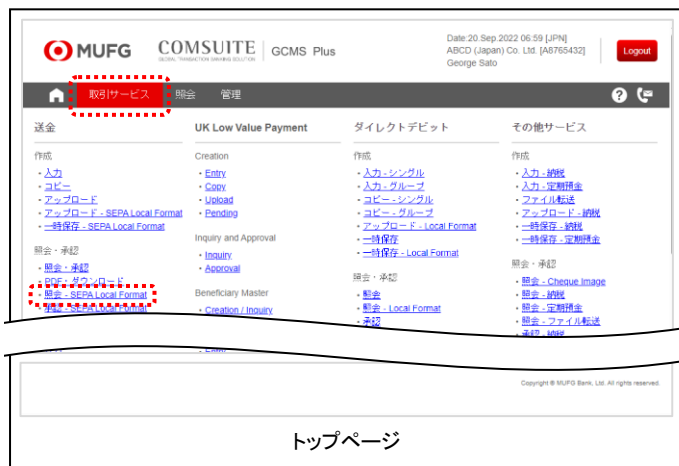 MUFG
COMSUITE GCMS Plus
GLOBAL TRANSACTION BANKING SOLUTION
Date:20.Sep.2022 06:59 [JPN]
ABCD (Japan) Co. Ltd. [A8765432]
George Sato
Logout
取引サービス 照会 管理
送金
作成
・入力
・コピー
・アップロード
・アップロード - SEPA Local Format
・一時保存 - SEPA Local Format
照会・承認
・照会・承認
・PDF・ダウンロード
・照会 - SEPA Local Format
・承認 - SEPA Local Format
UK Low Value Payment
Creation
・Entry
・Copy
・Upload
・Pending
Inquiry and Approval
・Inquiry
・Approval
Beneficiary Master
・Creation / Inquiry
・Entry
ダイレクトデビット
作成
・入力 - シングル
・入力 - グループ
・コピー - シングル
・コピー - グループ
・アップロード - Local Format
・一時保存
・一時保存 - Local Format
照会・承認
・照会
・照会 - Local Format
・承認
その他サービス
作成
・入力 - 納税
・入力 - 定期預金
・ファイル転送
・アップロード - 納税
・一時保存 - 納税
・一時保存 - 定期預金
照会・承認
・照会 - Cheque Image
・照会 - 納税
・照会 - 定期預金
・照会 - ファイル転送
・承認 - 納税
Copyright © MUFG Bank, Ltd. All rights reserved.
トップページ